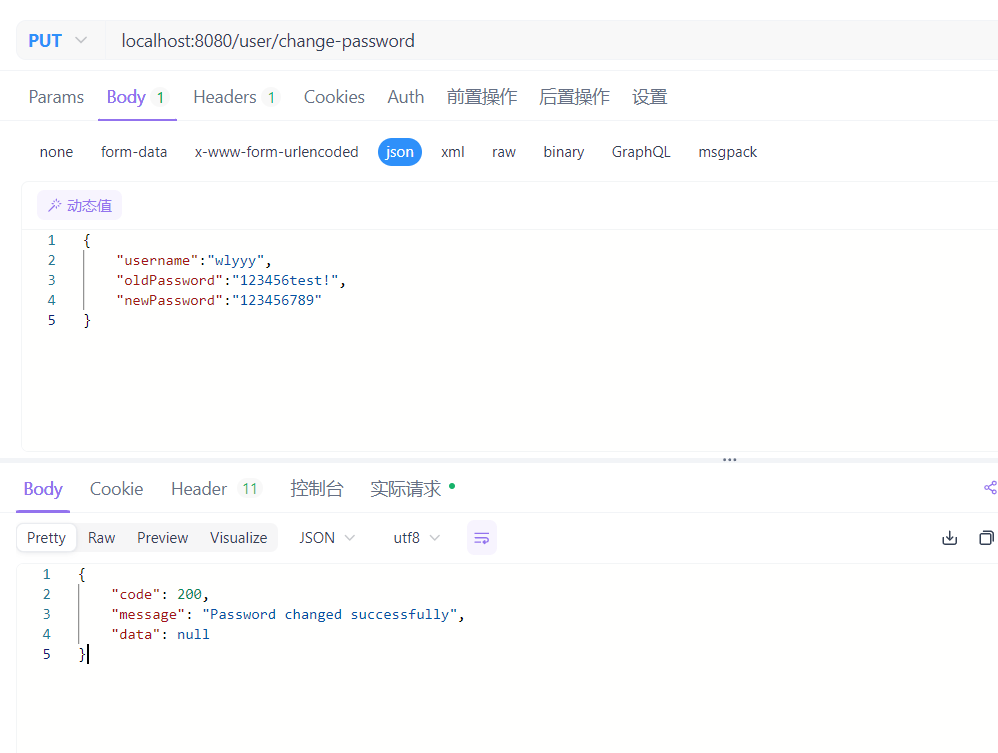 PUT localhost:8080/user/change-password
Params Body 1 Headers 1 Cookies Auth 前置操作 后置操作 设置
none form-data x-www-form-urlencoded json xml raw binary GraphQL msgpack
动态值
1 {
2 "username":"wlyyy",
3 "oldPassword":"123456test!",
4 "newPassword":"123456789"
5 }
Body Cookie Header 11 控制台 实际请求
Pretty Raw Preview Visualize JSON utf8
1 {
2 "code": 200,
3 "message": "Password changed successfully",
4 "data": null
5 }